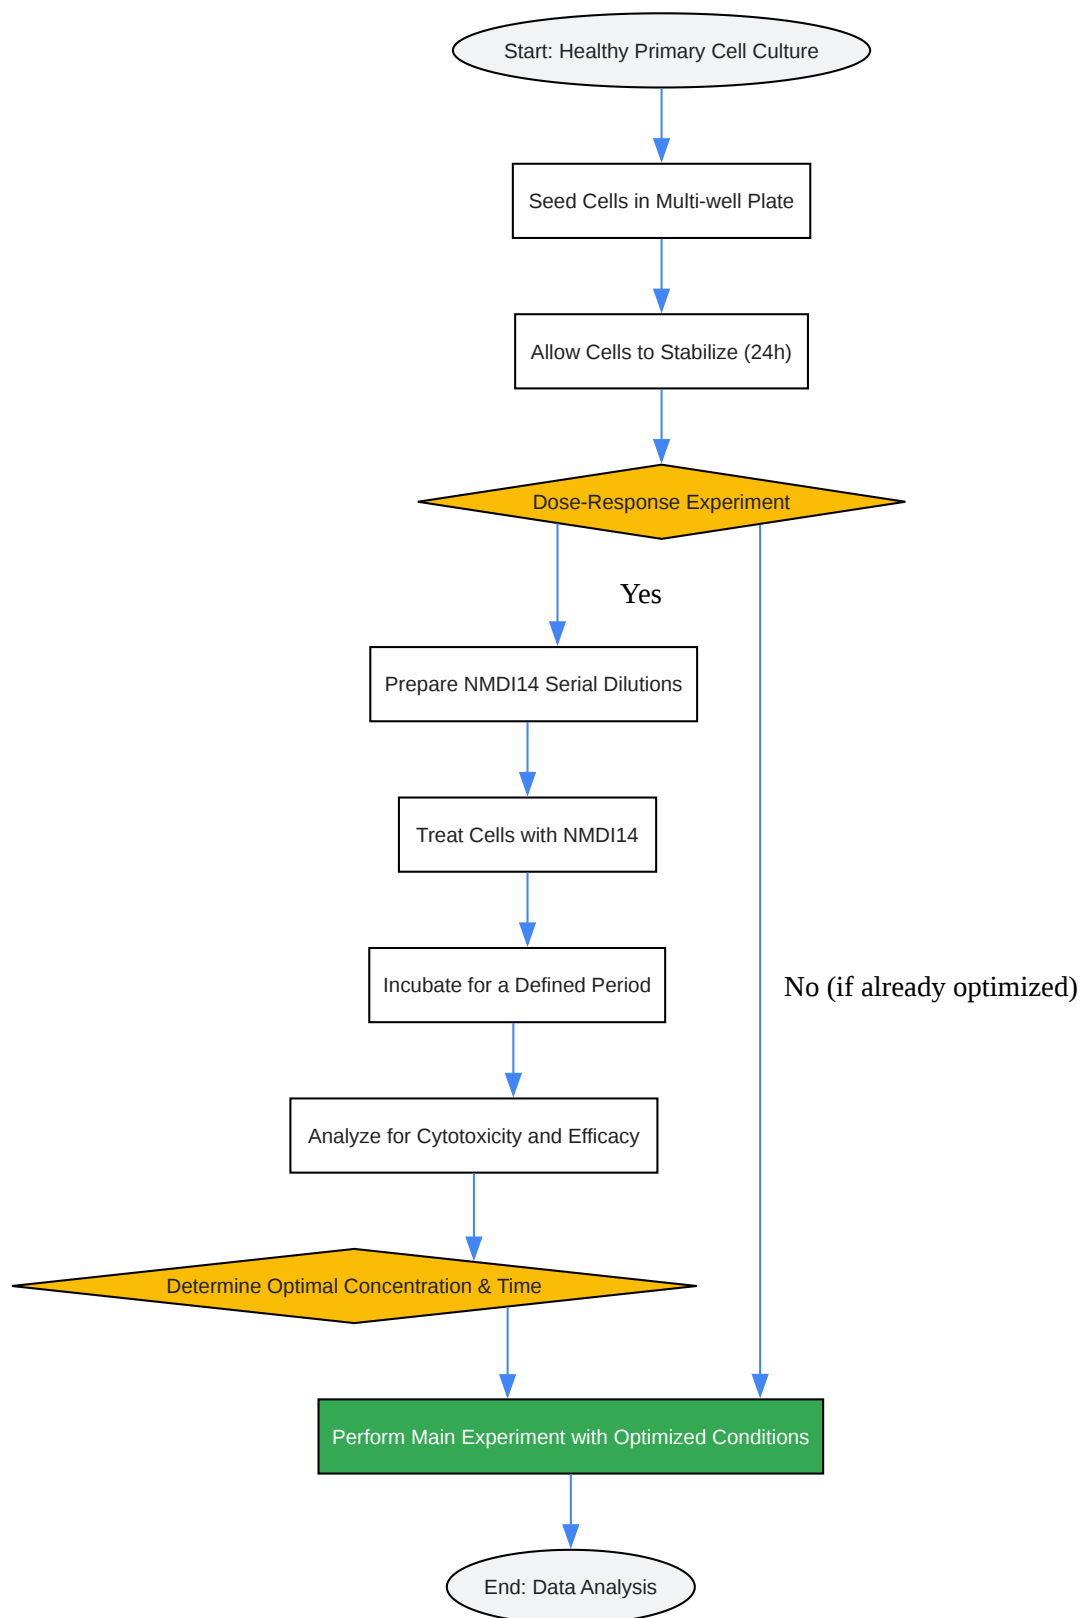 Start: Healthy Primary Cell Culture
Seed Cells in Multi-well Plate
Allow Cells to Stabilize (24h)
Dose-Response Experiment
Yes
Prepare NMDI14 Serial Dilutions
Treat Cells with NMDI14
Incubate for a Defined Period
No (if already optimized)
Analyze for Cytotoxicity and Efficacy
Determine Optimal Concentration & Time
Perform Main Experiment with Optimized Conditions
End: Data Analysis